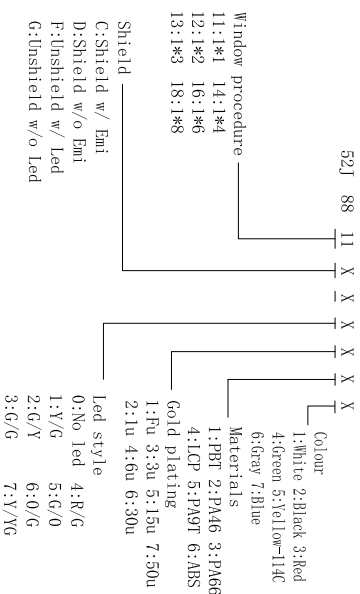 52J 88 11 X X X X X X
Window procedure
11:1*1 14:1*4
12:1*2 16:1*6
13:1*3 18:1*8
Shield
C:Shield w/ Emi
D:Shield w/o Emi
F:Unshield w/ Led
G:Unshield w/o Led
Colour
1:White 2:Black 3:Red
4:Green 5:Yellow-114C
6:Gray 7:Blue
Materials
1:PBT 2:PA46 3:PA66
4:LCP 5:PA9T 6:ABS
Gold plating
1:Fu 3:3u 5:15u 7:50u
2:1u 4:6u 6:30u
Led style
0:No led 4:R/G
1:Y/G 5:G/O
2:G/Y 6:O/G
3:G/G 7:Y/YG